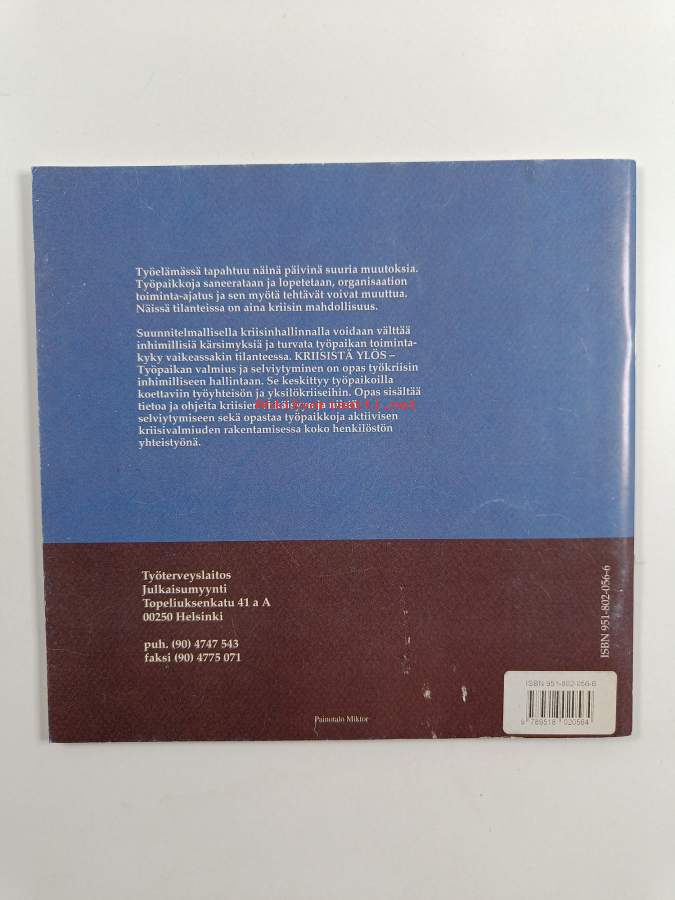 Työelämässä tapahtuu näinä päivinä suuria muutoksia.
Työpaikkoja saneerataan ja lopetetaan, organisaation
toiminta-ajatus ja sen myötä tehtävät voivat muuttua.
Näissä tilanteissa on aina kriisin mahdollisuus.
Suunnitelmallisella kriisinhallinnalla voidaan välttää
inhimillisiä kärsimyksiä ja turvata työpaikan toiminta-
kyky vaikeassakin tilanteessa. KRIISISTÄ YLÖS –
Työpaikan valmius ja selviytyminen on opas työkriisin
inhimilliseen hallintaan. Se keskittyy työpaikoilla
koettaviin työyhteisön ja yksilökriiseihin. Opas sisältää
tietoa ja ohjeita kriisien ja niistä
selviytymiseen sekä opastaa työpaikkoja aktiivisen
kriisivalmiuden rakentamisessa koko henkilöstön
yhteistyönä.
Työterveyslaitos
Julkaisumyynti
Topeliuksenkatu 41 a A
00250 Helsinki
puh. (90) 4747 543
faksi (90) 4775 071
Painotalo Miktor
ISBN 951-802-056-6
ISBN 951-802-056-6
9 789518 020564